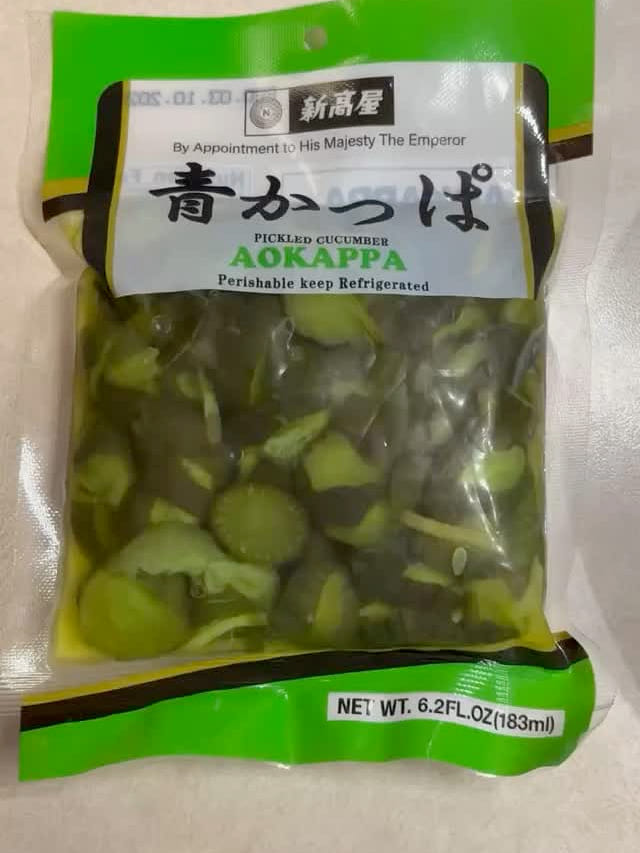 新高屋
By Appointment to His Majesty The Emperor
青かっぱ
PICKLED CUCUMBER
AOKAPPA
Perishable keep Refrigerated
NET WT. 6.2FL.OZ(183ml)